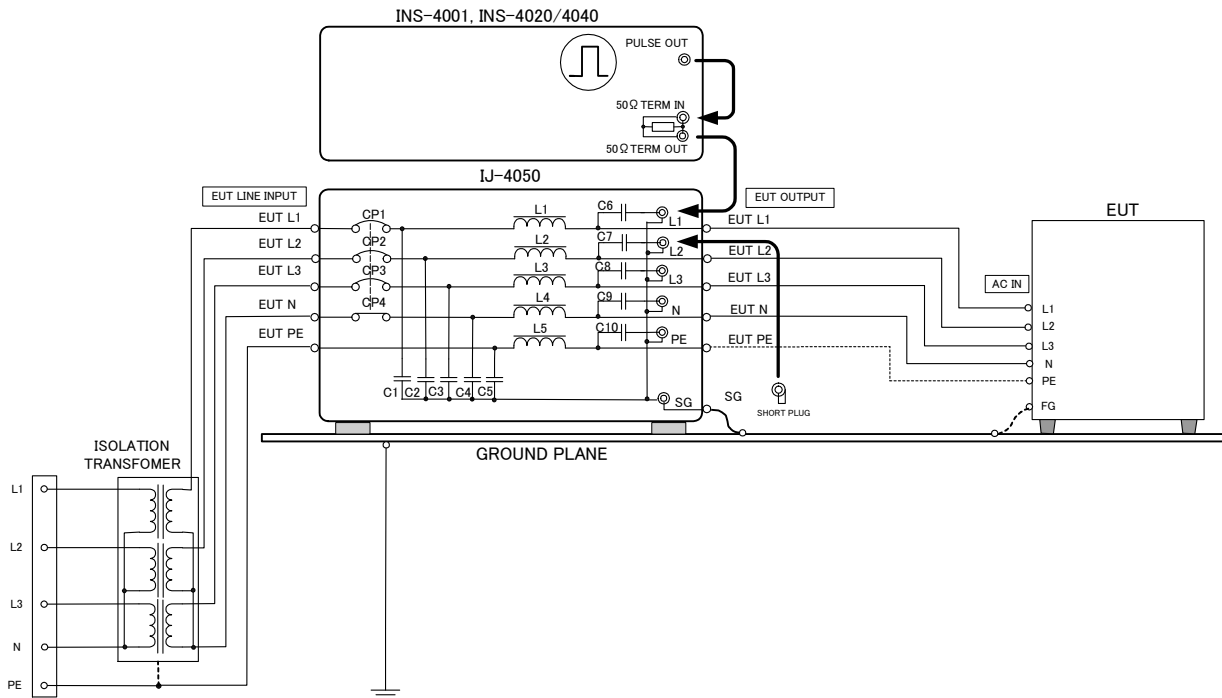 INS-4001, INS-4020/4040
PULSE OUT
50Ω TERM IN
50Ω TERM OUT
IJ-4050
EUT LINE INPUT
EUT OUTPUT
EUT
EUT L1
CP1
L1
C6
L1
EUT L1
EUT L2
CP2
L2
C7
L2
EUT L2
EUT L3
CP3
L3
C8
L3
EUT L3
AC IN
EUT N
CP4
L4
C9
N
EUT N
EUT PE
L5
C10
PE
EUT PE
L1
L2
L3
N
PE
FG
C1
C2
C3
C4
C5
SG
SG
SHORT PLUG
GROUND PLANE
ISOLATION
TRANSFOMER
L1
L2
L3
N
PE